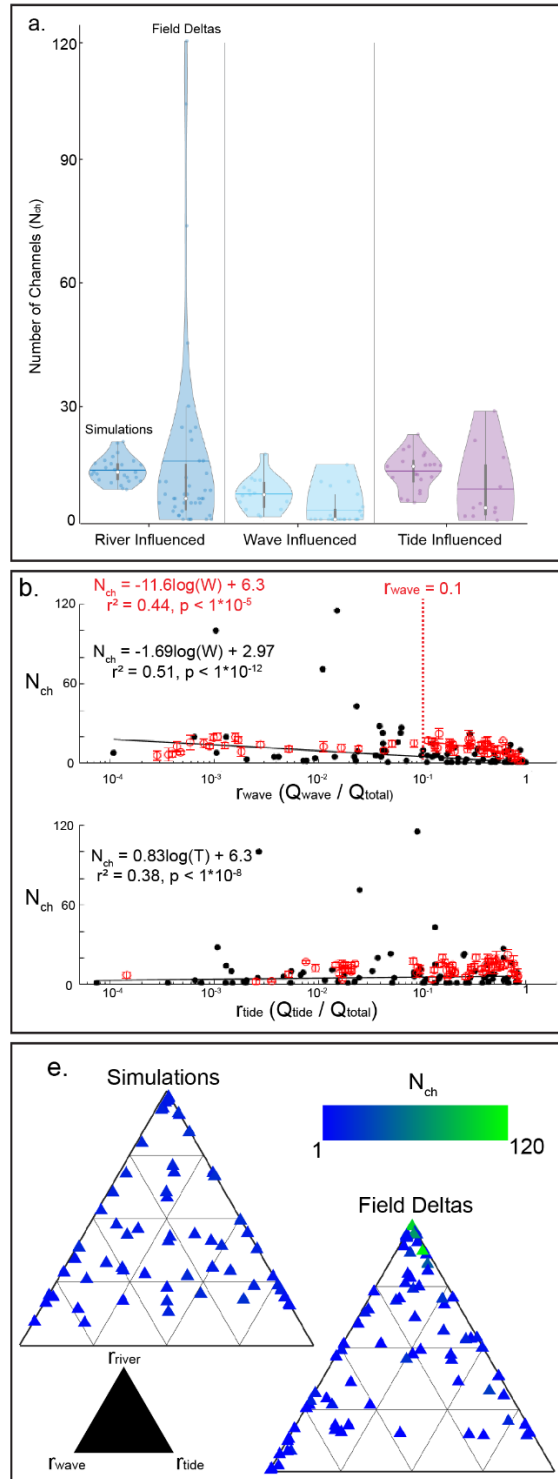 a.
Field Deltas
120
90
60
30
0
Number of Channels (Nch)
Simulations
River Influenced
Wave Influenced
Tide Influenced
b.
Nch = -11.6log(W) + 6.3
r² = 0.44, p < 1*10-5
rwave = 0.1
Nch = -1.69log(W) + 2.97
r² = 0.51, p < 1*10-12
120
Nch
60
0
10-4
10-3
10-2
10-1
1
rwave (Qwave / Qtotal)
120
Nch = 0.83log(T) + 6.3
r² = 0.38, p < 1*10-8
Nch
60
0
10-4
10-3
10-2
10-1
1
rtide (Qtide / Qtotal)
e.
Simulations
Nch
1
120
Field Deltas
rriver
rwave
rtide